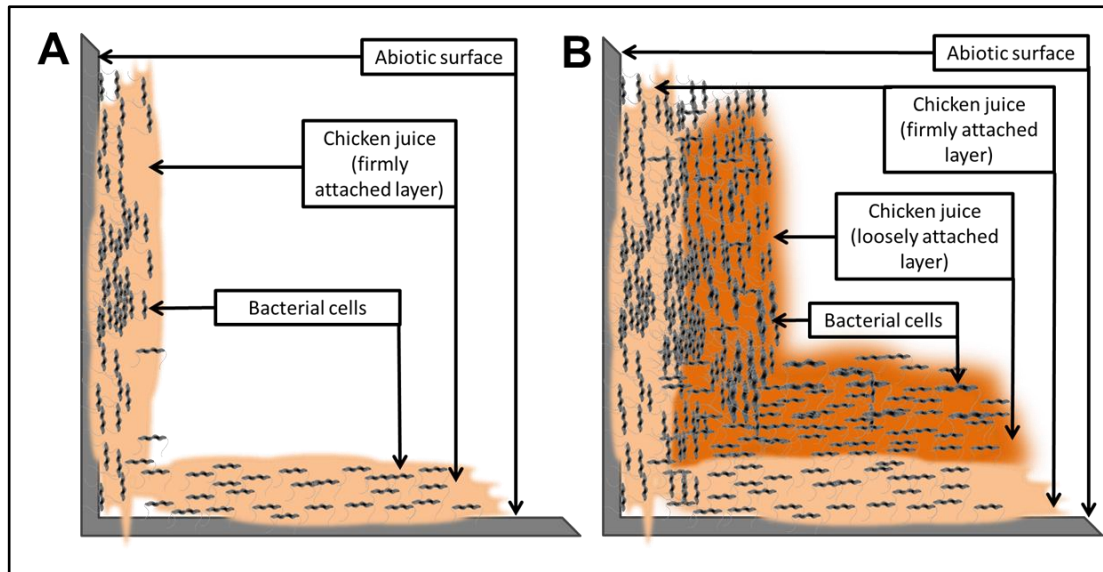 A
Abiotic surface
Chicken juice
(firmly
attached layer)
Bacterial cells
B
Abiotic surface
Chicken juice
(firmly attached
layer)
Chicken juice
(loosely attached
layer)
Bacterial cells